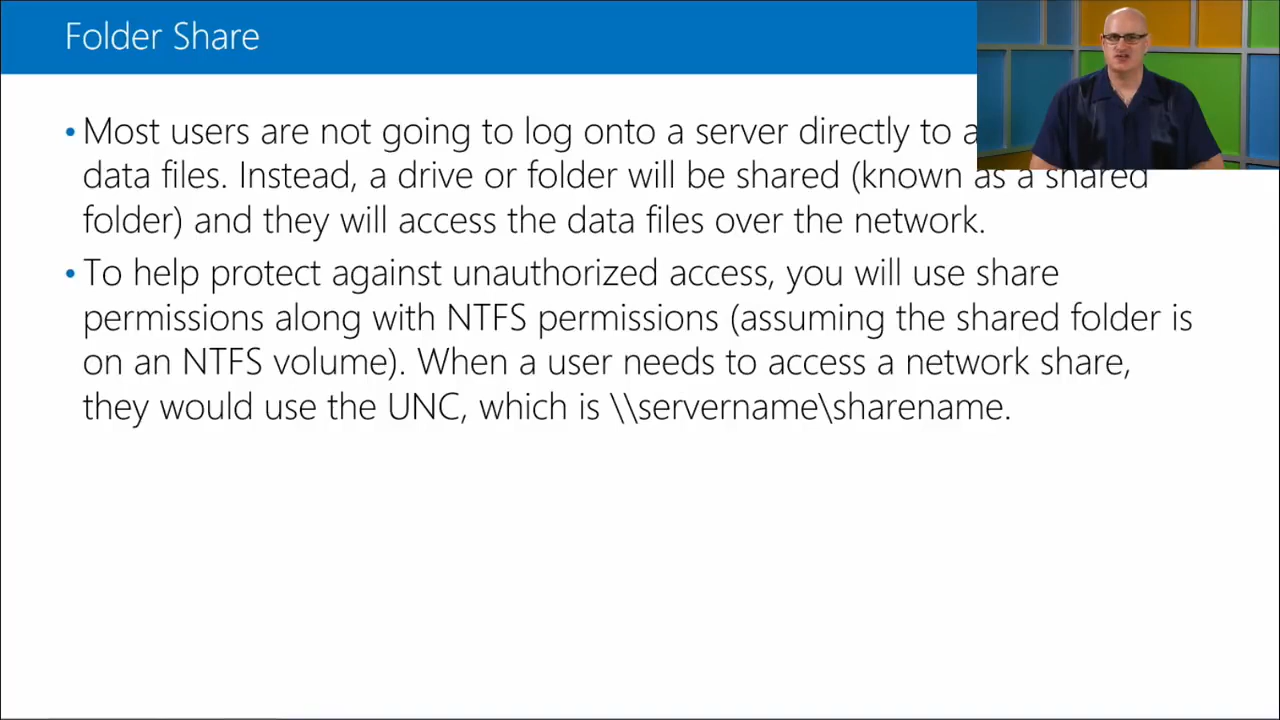 Folder Share
• Most users are not going to log onto a server directly to
data files. Instead, a drive or folder will be shared (known as a shared
folder) and they will access the data files over the network.
• To help protect against unauthorized access, you will use share
permissions along with NTFS permissions (assuming the shared folder is
on an NTFS volume). When a user needs to access a network share,
they would use the UNC, which is \\servername\sharename.